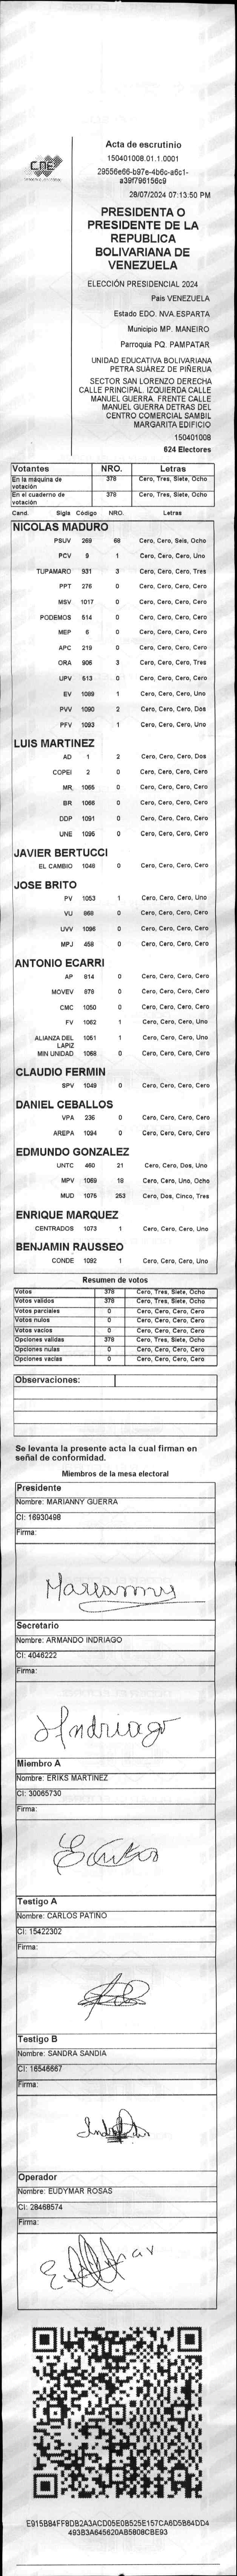 CNE
Acta de escrutinio
150401008.01.1.0001
29556e66-b97e-4b6c-a6c1-
a39f796156c9
28/07/2024 07:13:50 PM
PRESIDENTA O
PRESIDENTE DE LA
REPUBLICA
BOLIVARIANA DE
VENEZUELA
ELECCIÓN PRESIDENCIAL 2024
País VENEZUELA
Estado EDO. NVA.ESPARTA
Municipio MP. MANEIRO
Parroquia PQ. PAMPATAR
UNIDAD EDUCATIVA BOLIVARIANA
PETRA SUÁREZ DE PIÑERUA
SECTOR SAN LORENZO DERECHA
CALLE PRINCIPAL. IZQUIERDA CALLE
MANUEL GUERRA. FRENTE CALLE
MANUEL GUERRA DETRAS DEL
CENTRO COMERCIAL SAMBIL
MARGARITA EDIFICIO
150401008
624 Electores
Votantes NRO. Letras
En la máquina de votación 378 Cero, Tres, Siete, Ocho
En el cuaderno de votación 378 Cero, Tres, Siete, Ocho
Cand. Sigla Código NRO. Letras
NICOLAS MADURO
PSUV 269 68 Cero, Cero, Seis, Ocho
PCV 9 1 Cero, Cero, Cero, Uno
TUPAMARO 931 3 Cero, Cero, Cero, Tres
PPT 276 0 Cero, Cero, Cero, Cero
MSV 1017 0 Cero, Cero, Cero, Cero
PODEMOS 514 0 Cero, Cero, Cero, Cero
MEP 6 0 Cero, Cero, Cero, Cero
APC 219 0 Cero, Cero, Cero, Cero
ORA 906 3 Cero, Cero, Cero, Tres
UPV 513 0 Cero, Cero, Cero, Cero
EV 1089 1 Cero, Cero, Cero, Uno
PVV 1090 2 Cero, Cero, Cero, Dos
PFV 1093 1 Cero, Cero, Cero, Uno
LUIS MARTINEZ
AD 1 2 Cero, Cero, Cero, Dos
COPEI 2 0 Cero, Cero, Cero, Cero
MR 1065 0 Cero, Cero, Cero, Cero
BR 1066 0 Cero, Cero, Cero, Cero
DDP 1091 0 Cero, Cero, Cero, Cero
UNE 1095 0 Cero, Cero, Cero, Cero
JAVIER BERTUCCI
EL CAMBIO 1048 0 Cero, Cero, Cero, Cero
JOSE BRITO
PV 1053 1 Cero, Cero, Cero, Uno
VU 868 0 Cero, Cero, Cero, Cero
UVV 1096 0 Cero, Cero, Cero, Cero
MPJ 458 0 Cero, Cero, Cero, Cero
ANTONIO ECARRI
AP 814 0 Cero, Cero, Cero, Cero
MOVEV 878 0 Cero, Cero, Cero, Cero
CMC 1050 0 Cero, Cero, Cero, Cero
FV 1062 1 Cero, Cero, Cero, Uno
ALIANZA DEL LAPIZ 1051 1 Cero, Cero, Cero, Uno
MIN UNIDAD 1068 0 Cero, Cero, Cero, Cero
CLAUDIO FERMIN
SPV 1049 0 Cero, Cero, Cero, Cero
DANIEL CEBALLOS
VPA 236 0 Cero, Cero, Cero, Cero
AREPA 1094 0 Cero, Cero, Cero, Cero
EDMUNDO GONZALEZ
UNTC 460 21 Cero, Cero, Dos, Uno
MPV 1069 18 Cero, Cero, Uno, Ocho
MUD 1076 253 Cero, Dos, Cinco, Tres
ENRIQUE MARQUEZ
CENTRADOS 1073 1 Cero, Cero, Cero, Uno
BENJAMIN RAUSSEO
CONDE 1092 1 Cero, Cero, Cero, Uno
Resumen de votos
Votos 378 Cero, Tres, Siete, Ocho
Votos validos 378 Cero, Tres, Siete, Ocho
Votos parciales 0 Cero, Cero, Cero, Cero
Votos nulos 0 Cero, Cero, Cero, Cero
Votos vacios 0 Cero, Cero, Cero, Cero
Opciones validas 378 Cero, Tres, Siete, Ocho
Opciones nulas 0 Cero, Cero, Cero, Cero
Opciones vacias 0 Cero, Cero, Cero, Cero
Observaciones:
Se levanta la presente acta la cual firman en
señal de conformidad.
Miembros de la mesa electoral
Presidente
Nombre: MARIANNY GUERRA
CI: 16930498
Firma:
Marianny
Secretario
Nombre: ARMANDO INDRIAGO
CI: 4046222
Firma:
Indriago
Miembro A
Nombre: ERIKS MARTINEZ
CI: 30065730
Firma:
Testigo A
Nombre: CARLOS PATIÑO
CI: 15422302
Firma:
Testigo B
Nombre: SANDRA SANDIA
CI: 16546667
Firma:
Operador
Nombre: EUDYMAR ROSAS
CI: 28468574
Firma:
E915B84FF8DB2A3ACD05E0B525E157CA6D5B64DD4
493B3A645620AB5808CBE93